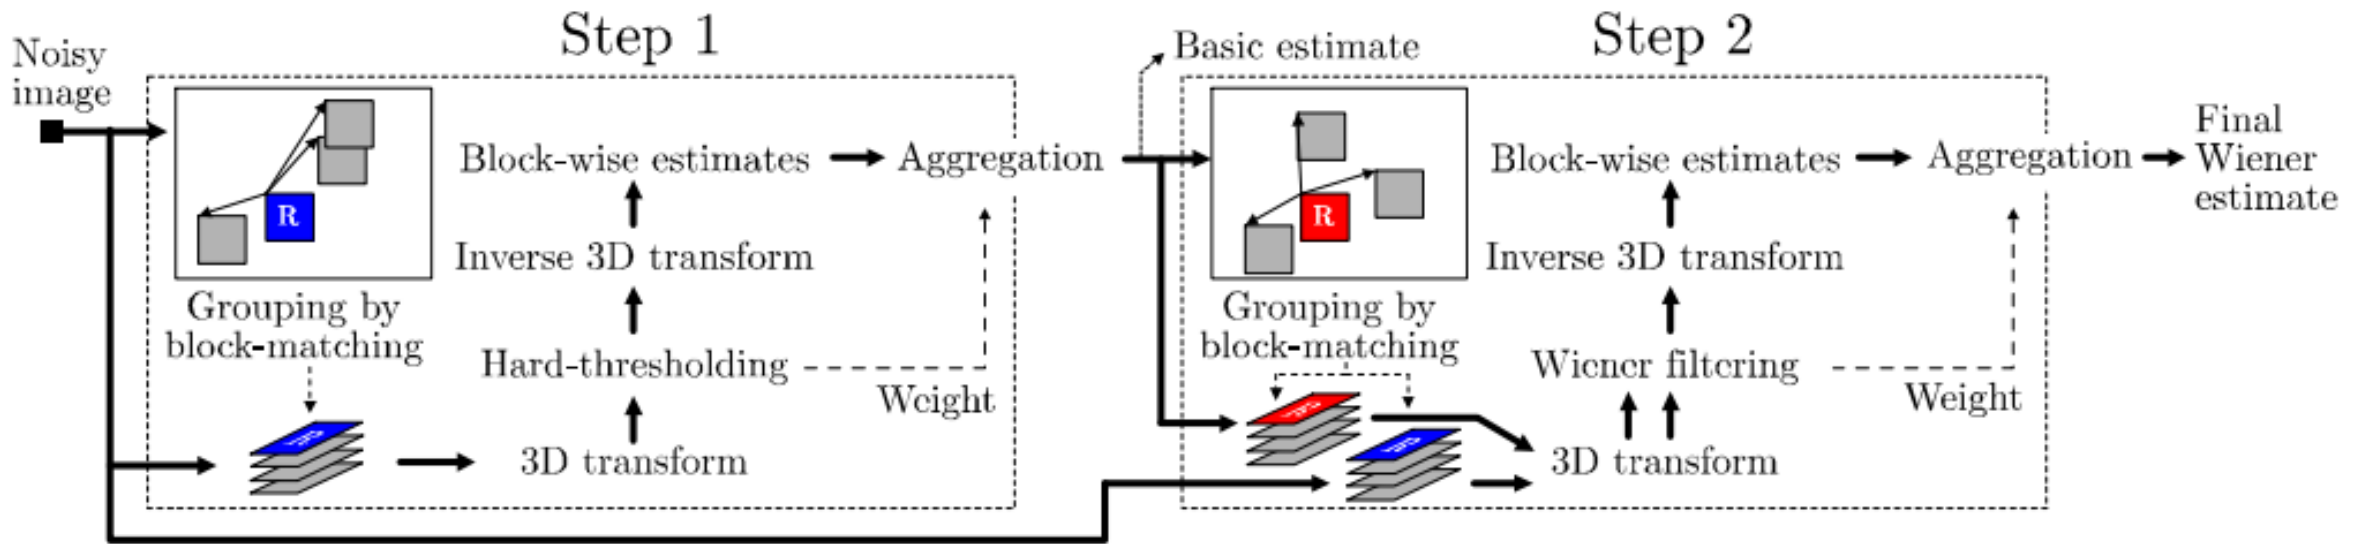 Step 1
Step 2
Noisy
image
Basic estimate
R
Block-wise estimates
Aggregation
Inverse 3D transform
Grouping by
block-matching
Hard-thresholding
Weight
R
3D transform
R
Block-wise estimates
Aggregation
Final
Wiener
estimate
Inverse 3D transform
Grouping by
block-matching
Wiener filtering
Weight
R
R
3D transform